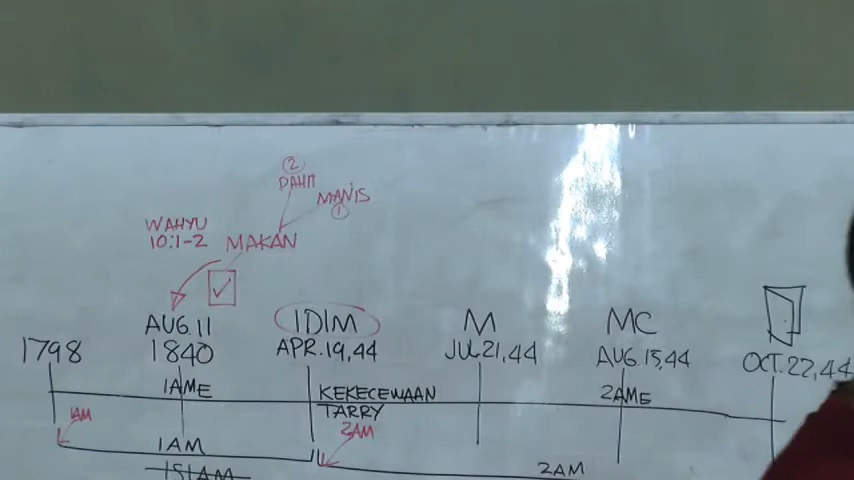 ②
PAHIT
MANIS
①
WAHYU
10:1-2
MAKAN
1798
AUG.11
1840
IDIM
APR.19,44
M
JUL21,44
MC
AUG.15,44
OCT.22,44
1AME
KEKECEWAAN
TARRY
2AME
1AM
2AM
1AM
ISLAM
2AM